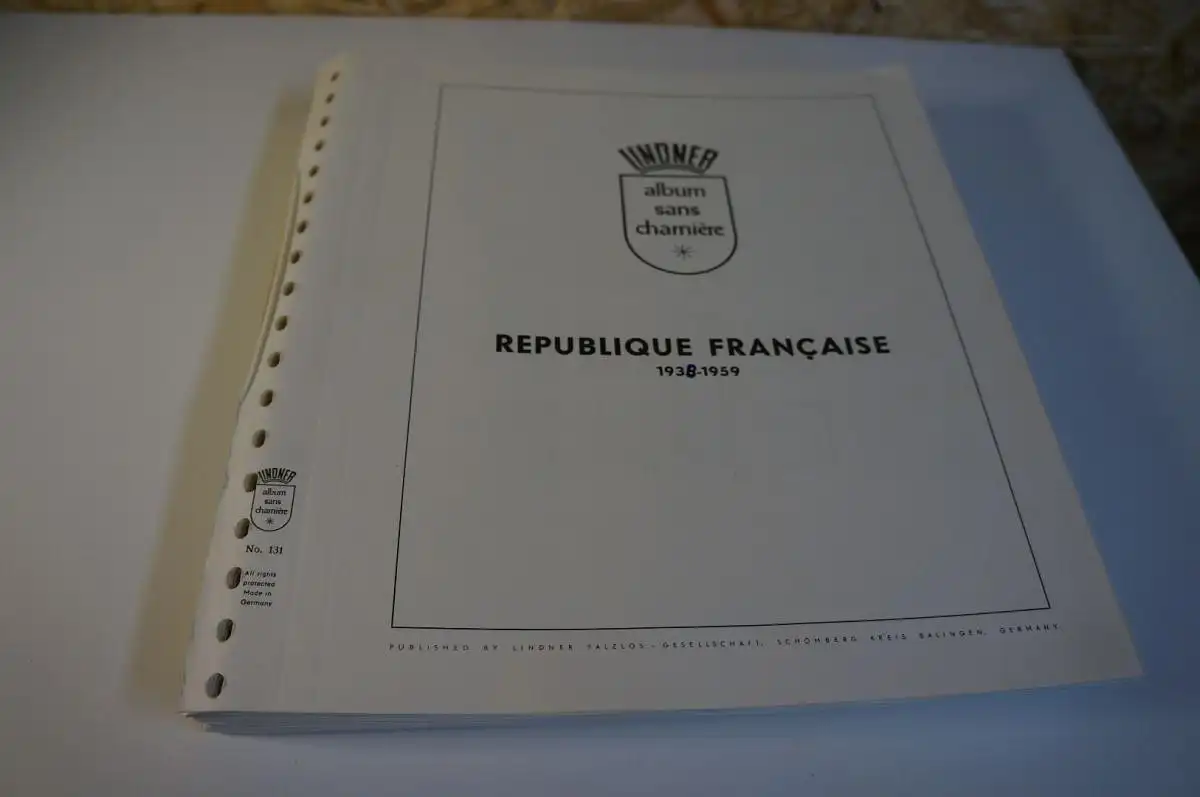 LINDNER
album
sans
charnière
REPUBLIQUE FRANÇAISE
1938-1959
LINDNER
album
sans
charnière
No. 131
All rights
protected
Made in
Germany
PUBLISHED BY LINDNER FALZLOS-GESELLSCHAFT, SCHÖMBERG KREIS BALINGEN, GERMANY